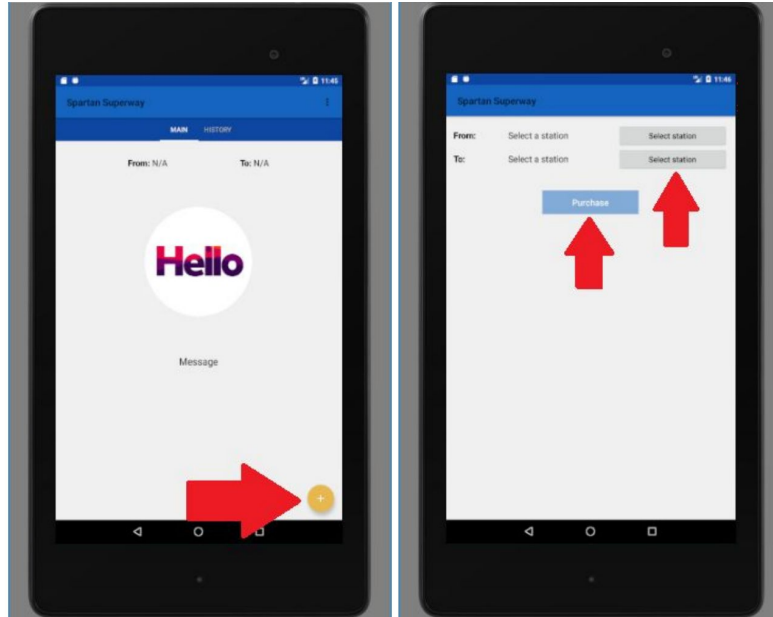 11:45
Spartan Superway
MAIN HISTORY
From: N/A To: N/A
Hello
Message
+
11:46
Spartan Superway
From: Select a station Select station
To: Select a station Select station
Purchase